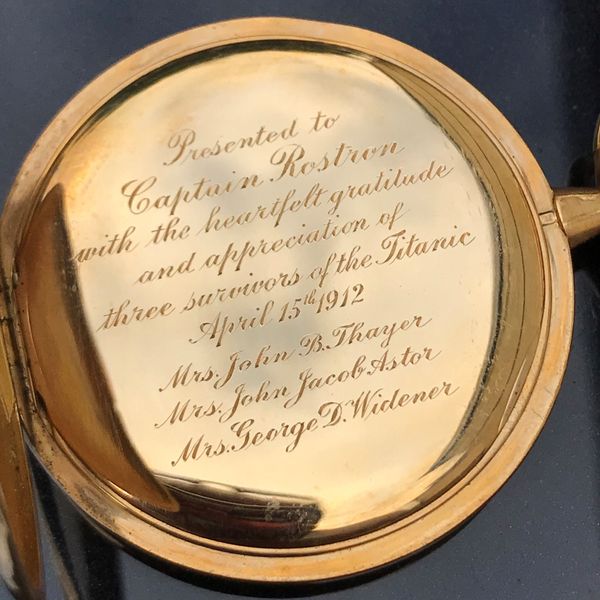 Presented to
Captain Rostron
with the heartfelt gratitude
and appreciation of
three survivors of the Titanic
April 15th 1912
Mrs. John B. Thayer
Mrs. John Jacob Astor
Mrs. George D. Widener